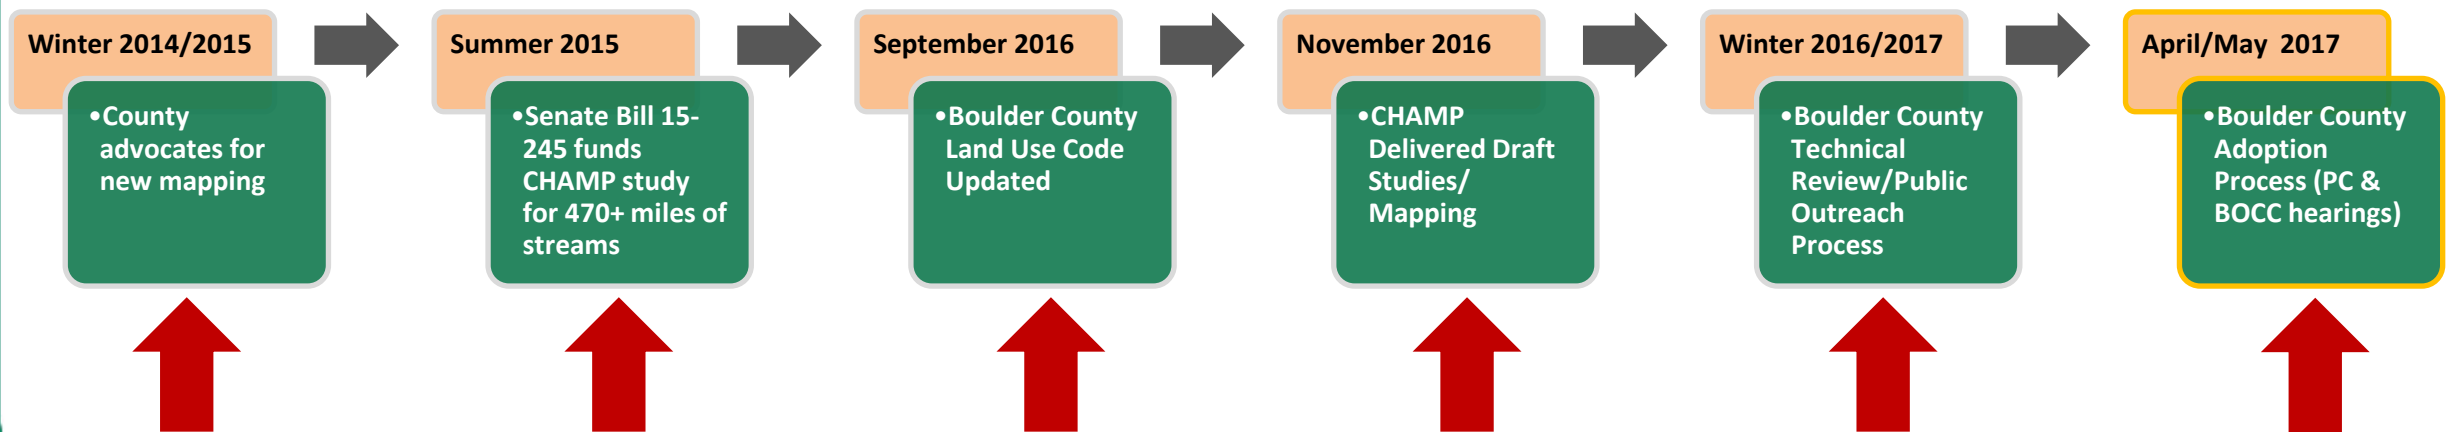 Winter 2014/2015
•County
advocates for
new mapping
Summer 2015
•Senate Bill 15-
245 funds
CHAMP study
for 470+ miles of
streams
September 2016
•Boulder County
Land Use Code
Updated
November 2016
•CHAMP
Delivered Draft
Studies/
Mapping
Winter 2016/2017
•Boulder County
Technical
Review/Public
Outreach
Process
April/May 2017
•Boulder County
Adoption
Process (PC &
BOCC hearings)